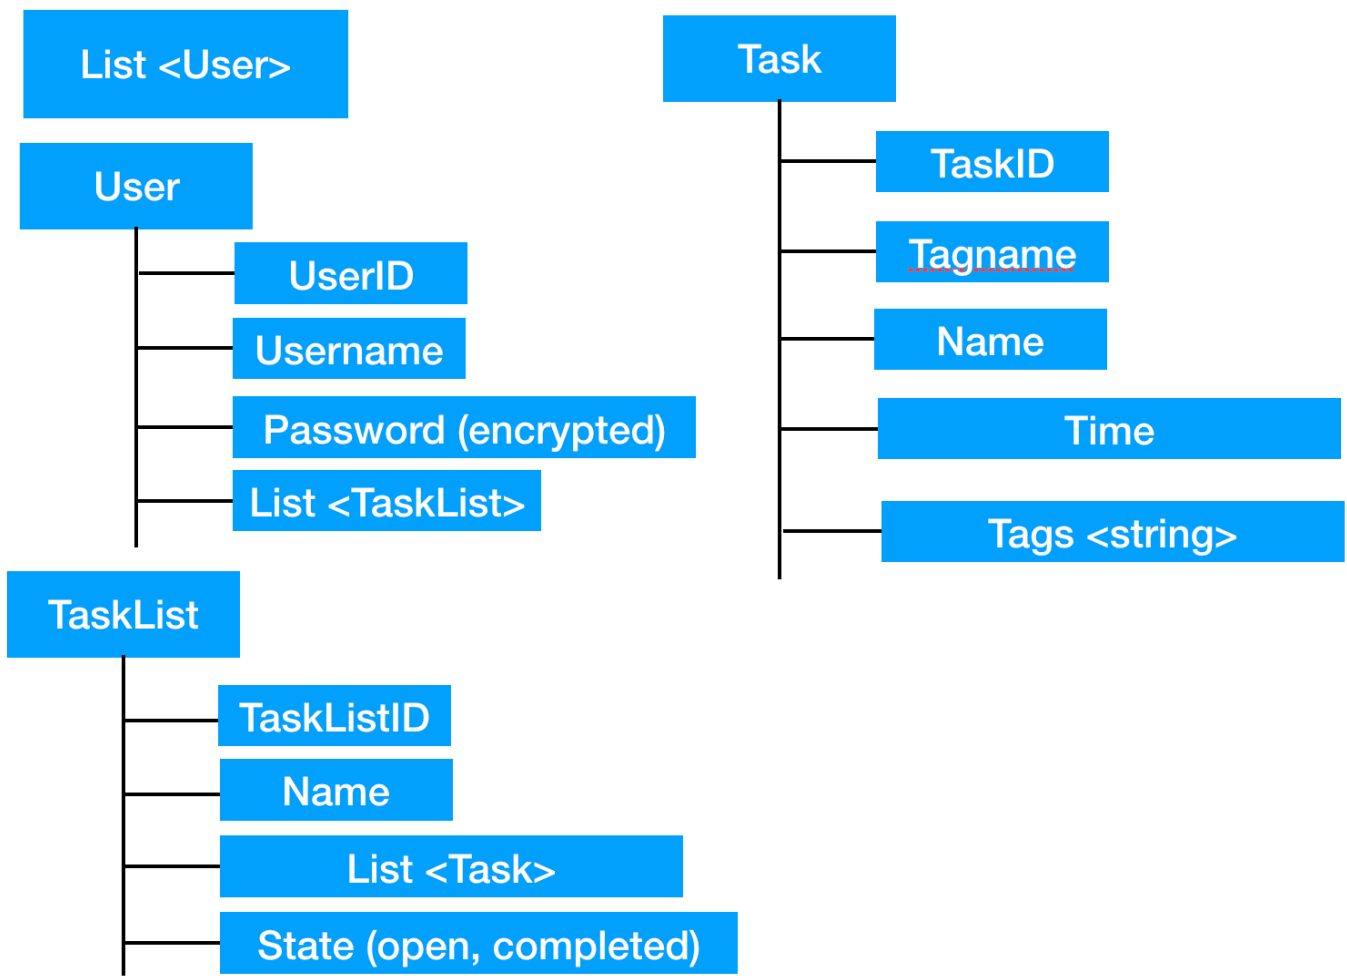 List <User>
User
UserID
Username
Password (encrypted)
List <TaskList>
TaskList
TaskListID
Name
List <Task>
State (open, completed)
Task
TaskID
Tagname
Name
Time
Tags <string>